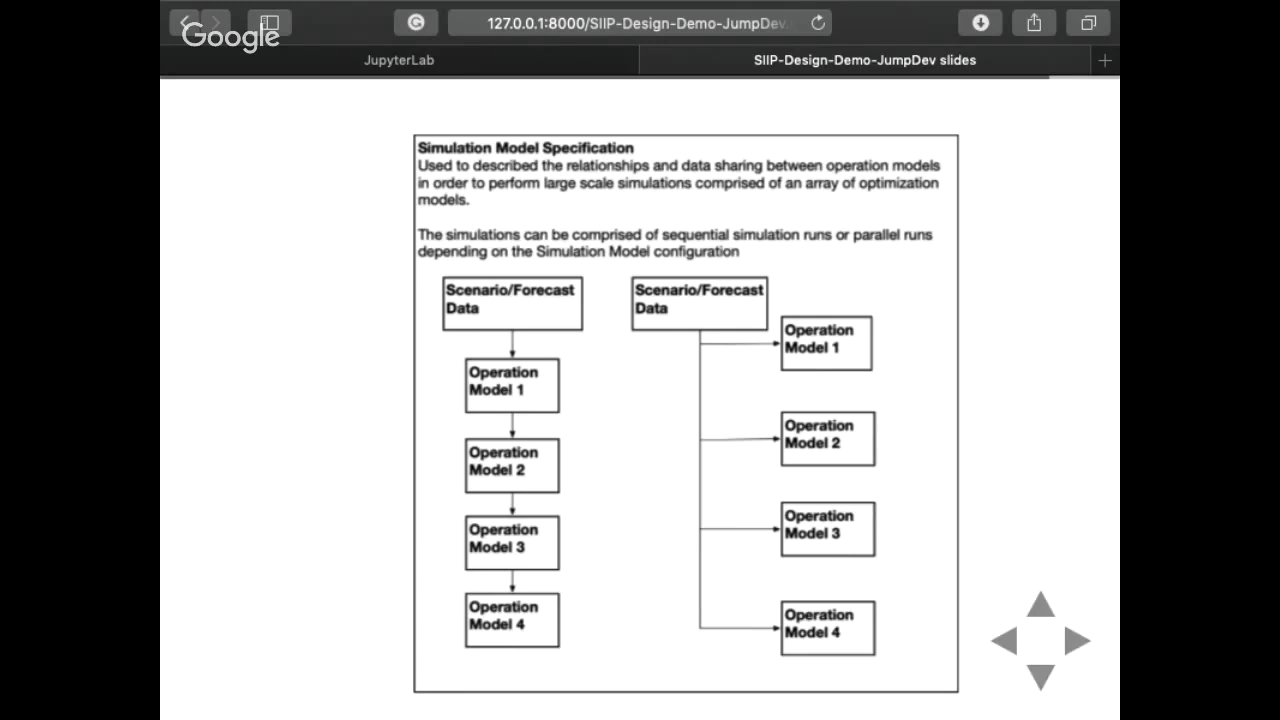 Google
127.0.0.1:8000/SIIP-Design-Demo-JumpDev
JupyterLab
SIIP-Design-Demo-JumpDev slides
Simulation Model Specification
Used to described the relationships and data sharing between operation models
in order to perform large scale simulations comprised of an array of optimization
models.
The simulations can be comprised of sequential simulation runs or parallel runs
depending on the Simulation Model configuration
Scenario/Forecast
Data
Operation
Model 1
Operation
Model 2
Operation
Model 3
Operation
Model 4
Scenario/Forecast
Data
Operation
Model 1
Operation
Model 2
Operation
Model 3
Operation
Model 4